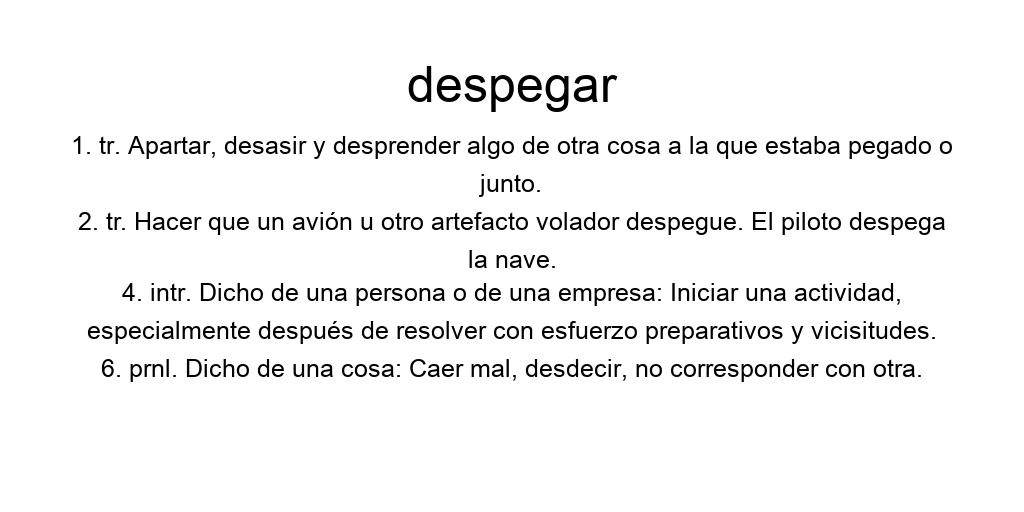 despegar
1. tr. Apartar, desasir y desprender algo de otra cosa a la que estaba pegado o
junto.
2. tr. Hacer que un avión u otro artefacto volador despegue. El piloto despega
la nave.
4. intr. Dicho de una persona o de una empresa: Iniciar una actividad,
especialmente después de resolver con esfuerzo preparativos y vicisitudes.
6. prnl. Dicho de una cosa: Caer mal, desdecir, no corresponder con otra.